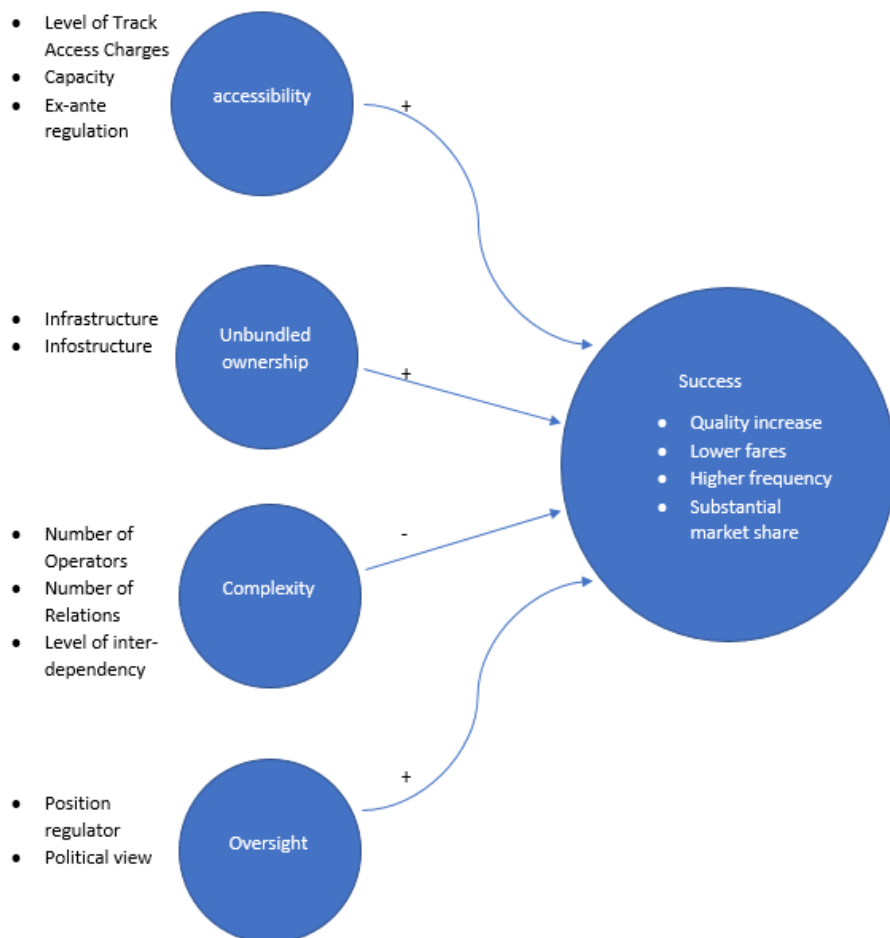 ● Level of Track
Access Charges
● Capacity
● Ex-ante
regulation
accessibility
+
● Infrastructure
● Infostructure
Unbundled
ownership
+
Success
● Quality increase
● Lower fares
● Higher frequency
● Substantial
market share
● Number of
Operators
● Number of
Relations
● Level of inter-
dependency
Complexity
-
● Position
regulator
● Political view
Oversight
+